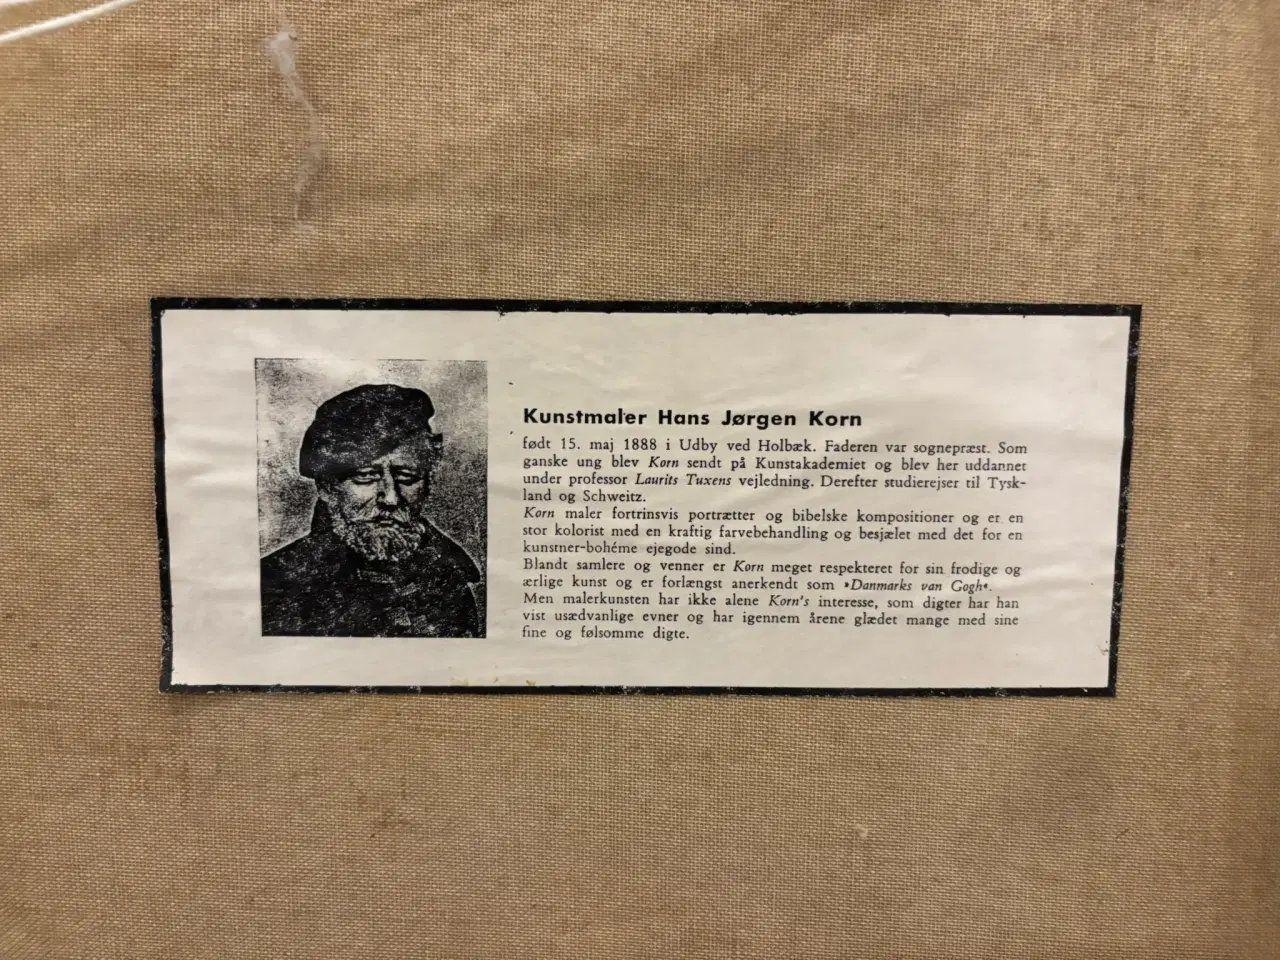 Kunstmaler Hans Jørgen Korn
født 15. maj 1888 i Udby ved Holbæk. Faderen var sognepræst. Som
ganske ung blev Korn sendt på Kunstakademiet og blev her uddannet
under professor Laurits Tuxens vejledning. Derefter studierejser til Tysk-
land og Schweitz.
Korn maler fortrinsvis portrætter og bibelske kompositioner og er en
stor kolorist med en kraftig farvebehandling og besjælet med det for en
kunstner-bohéme ejegode sind.
Blandt samlere og venner er Korn meget respekteret for sin frodige og
ærlige kunst og er forlængst anerkendt som »Danmarks van Gogh«.
Men malerkunsten har ikke alene Korn's interesse, som digter har han
vist usædvanlige evner og har igennem årene glædet mange med sine
fine og følsomme digte.